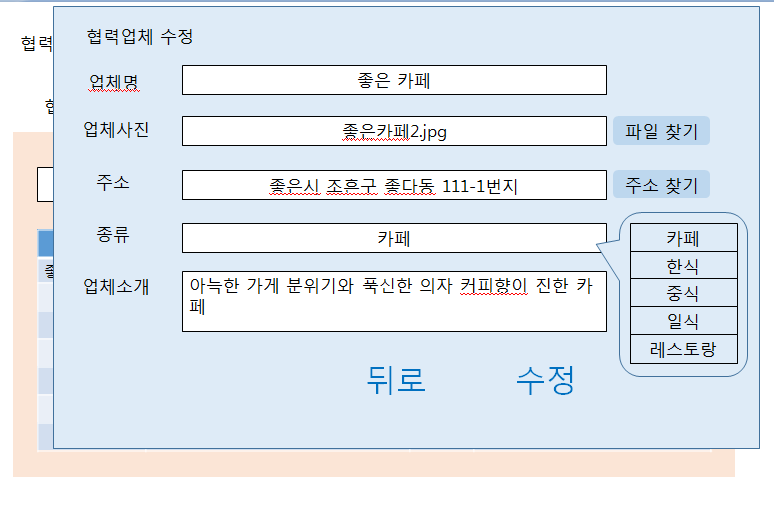 협력
협력업체 수정
업체명
좋은 카페
업체사진
좋은카페2.jpg
파일 찾기
주소
좋은시 조흔구 좋다동 111-1번지
주소 찾기
종류
카페
카페
한식
중식
일식
레스토랑
업체소개
아늑한 가게 분위기와 푹신한 의자 커피향이 진한 카
페
뒤로
수정